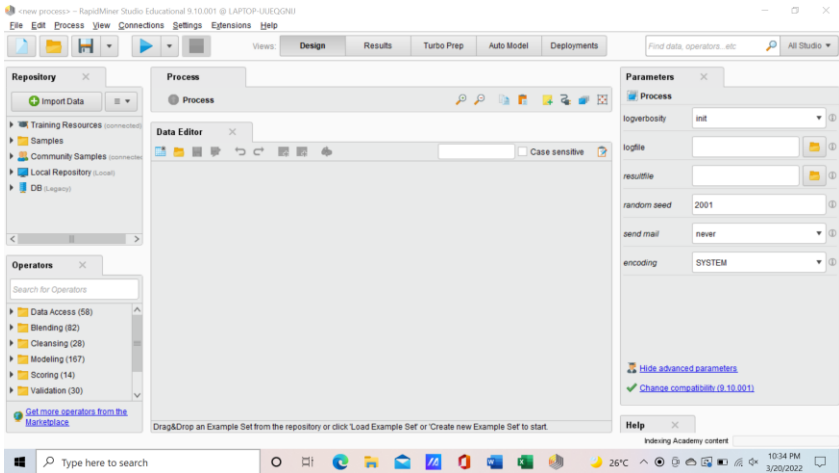 <new process> – RapidMiner Studio Educational 9.10.001 @ LAPTOP-UUEQGNLI
File Edit Process View Connections Settings Extensions Help
Views: Design Results Turbo Prep Auto Model Deployments Find data, operators...etc All Studio
Repository
Import Data
Training Resources (connected)
Samples
Community Samples (connected
Local Repository (Local)
DB (Legacy)
Operators
Search for Operators
Data Access (58)
Blending (82)
Cleansing (28)
Modeling (167)
Scoring (14)
Validation (30)
Get more operators from the
Marketplace
Process
Process
Data Editor
Case sensitive
Drag&Drop an Example Set from the repository or click 'Load Example Set' or 'Create new Example Set' to start.
Parameters
Process
logverbosity init
logfile
resultfile
random seed 2001
send mail never
encoding SYSTEM
Hide advanced parameters
Change compatibility (9.10.001)
Help
Indexing Academy content
Type here to search
26°C
10:34 PM
3/20/2022